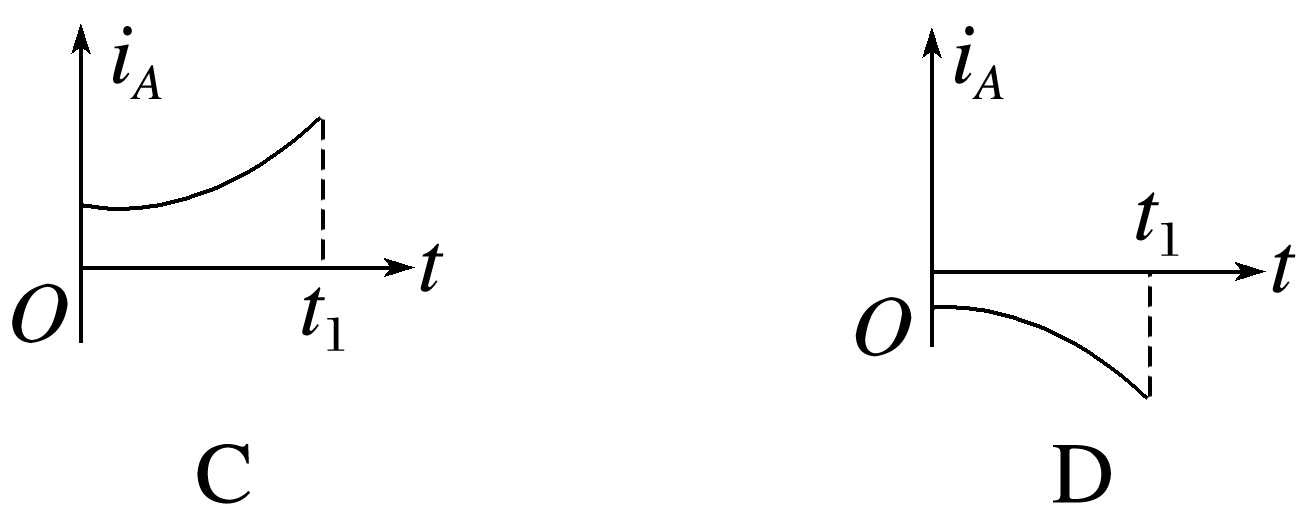 i_A i_A
t_1
t t
O t_1 O
C D